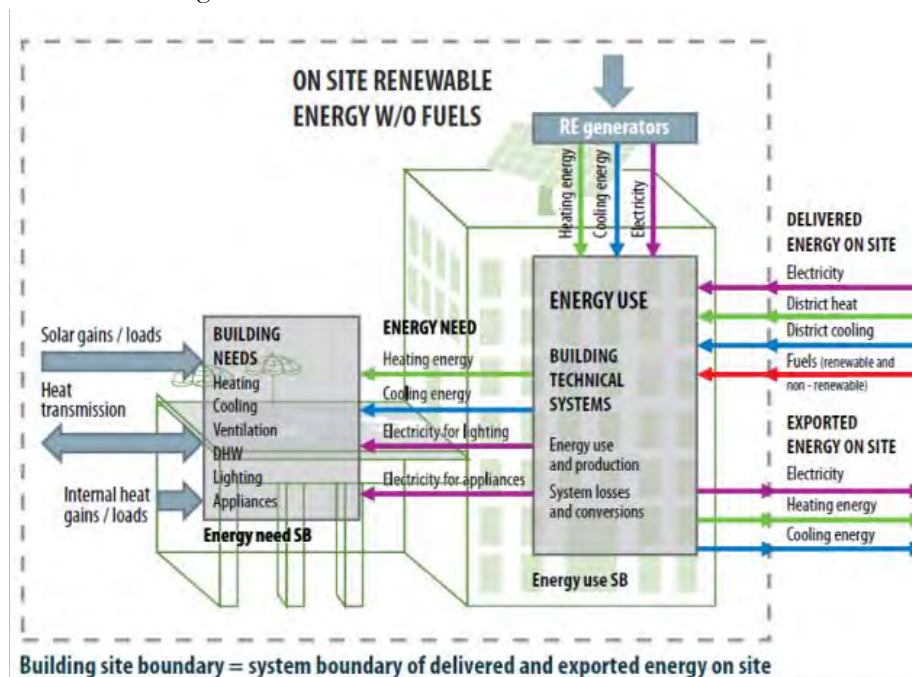 ON SITE RENEWABLE
ENERGY W/O FUELS
RE generators
Heating energy
Cooling energy
Electricity
DELIVERED
ENERGY ON SITE
Electricity
District heat
District cooling
Fuels (renewable and
non - renewable)
EXPORTED
ENERGY ON SITE
Electricity
Heating energy
Cooling energy
ENERGY USE
BUILDING
TECHNICAL
SYSTEMS
Energy use
and production
System losses
and conversions
Energy use SB
ENERGY NEED
Heating energy
Cooling energy
Electricity for lighting
Electricity for appliances
BUILDING
NEEDS
Heating
Cooling
Ventilation
DHW
Lighting
Appliances
Energy need SB
Solar gains / loads
Heat
transmission
Internal heat
gains / loads
Building site boundary = system boundary of delivered and exported energy on site